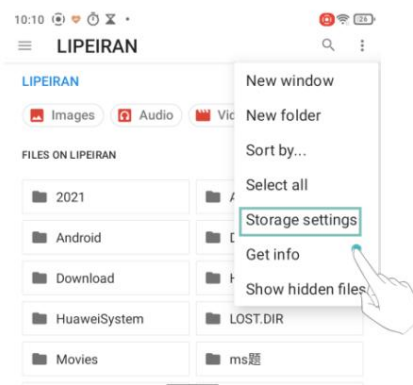 10:10
26
LIPEIRAN
LIPEIRAN
Images Audio Vid
FILES ON LIPEIRAN
2021
Android
Download
HuaweiSystem LOST.DIR
Movies ms题
New window
New folder
Sort by...
Select all
Storage settings
Get info
Show hidden files